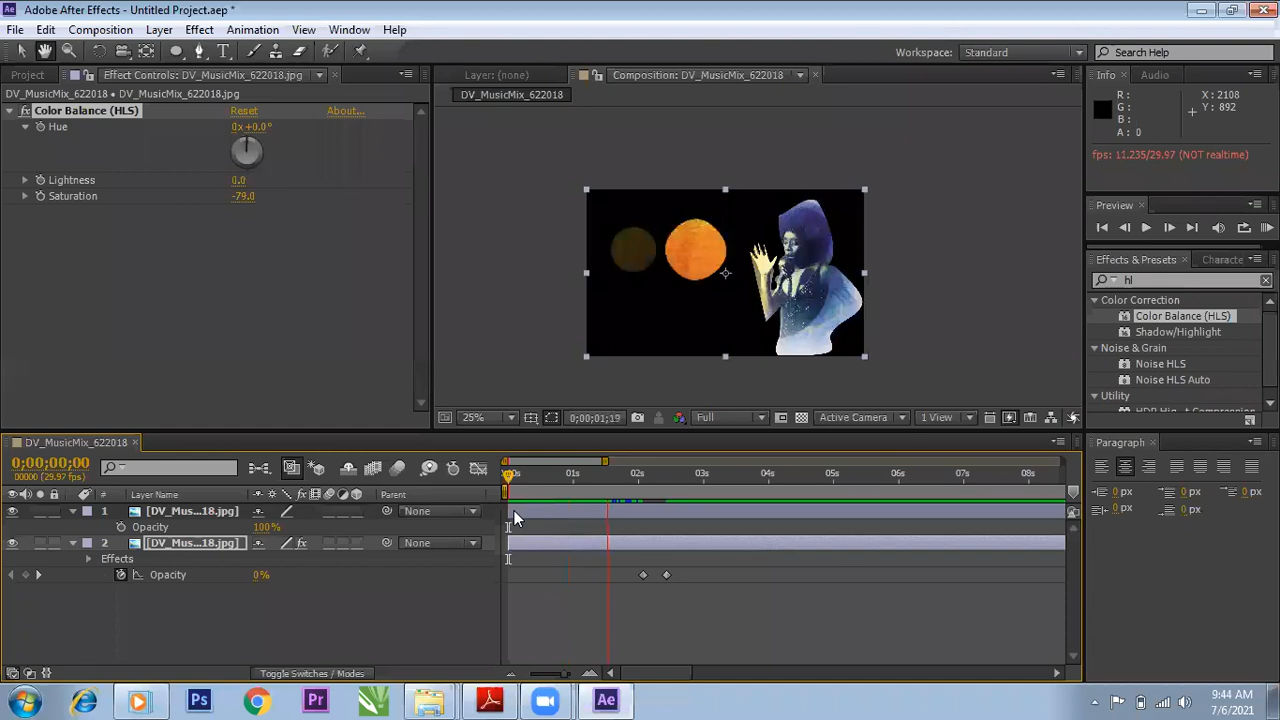 Ae Adobe After Effects - Untitled Project.aep *
File Edit Composition Layer Effect Animation View Window Help
Workspace: Standard Search Help
Project Effect Controls: DV_MusicMix_622018.jpg
Layer: (none) Composition: DV_MusicMix_622018
Info Audio
DV_MusicMix_622018 • DV_MusicMix_622018.jpg
DV_MusicMix_622018
R:
G:
B:
A: 0
X: 2108
Y: 892
fx Color Balance (HLS) Reset About...
Hue 0x+0.0°
Lightness 0.0
Saturation -79.0
fps: 11.235/29.97 (NOT realtime)
Preview
Effects & Presets Characte
hl
Color Correction
Color Balance (HLS)
Shadow/Highlight
Noise & Grain
Noise HLS
Noise HLS Auto
Utility
25% 0;00;01;19 Full Active Camera 1 View
DV_MusicMix_622018
0;00;00;00
00000 (29.97 fps)
01s 02s 03s 04s 05s 06s 07s 08s
# Layer Name Parent
1 [DV_Mus...18.jpg] None
Opacity 100%
2 [DV_Mus...18.jpg] fx None
Effects
Opacity 0%
Toggle Switches / Modes
Paragraph
0 px 0 px 0 px
0 px 0 px
Ps Pr Ae
9:44 AM
7/6/2021